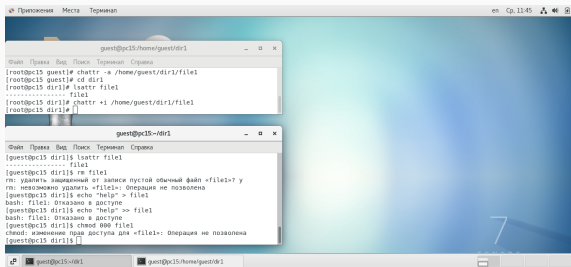 Приложения Места Терминал
en Ср, 11:45
guest@pc15:/home/guest/dir1
Файл Правка Вид Поиск Терминал Справка
[root@pc15 guest]# chattr -a /home/guest/dir1/file1
[root@pc15 guest]# cd dir1
[root@pc15 dir1]# lsattr file1
---------------- file1
[root@pc15 dir1]# chattr +i /home/guest/dir1/file1
[root@pc15 dir1]#
guest@pc15:~/dir1
Файл Правка Вид Поиск Терминал Справка
[guest@pc15 dir1]$ lsattr file1
---------------- file1
[guest@pc15 dir1]$ rm file1
rm: удалить защищенный от записи пустой обычный файл «file1»? y
rm: невозможно удалить «file1»: Операция не позволена
[guest@pc15 dir1]$ echo "help" > file1
bash: file1: Отказано в доступе
[guest@pc15 dir1]$ echo "help" >> file1
bash: file1: Отказано в доступе
[guest@pc15 dir1]$ chmod 000 file1
chmod: изменение прав доступа для «file1»: Операция не позволена
[guest@pc15 dir1]$
7
guest@pc15:~/dir1
guest@pc15:/home/guest/dir1